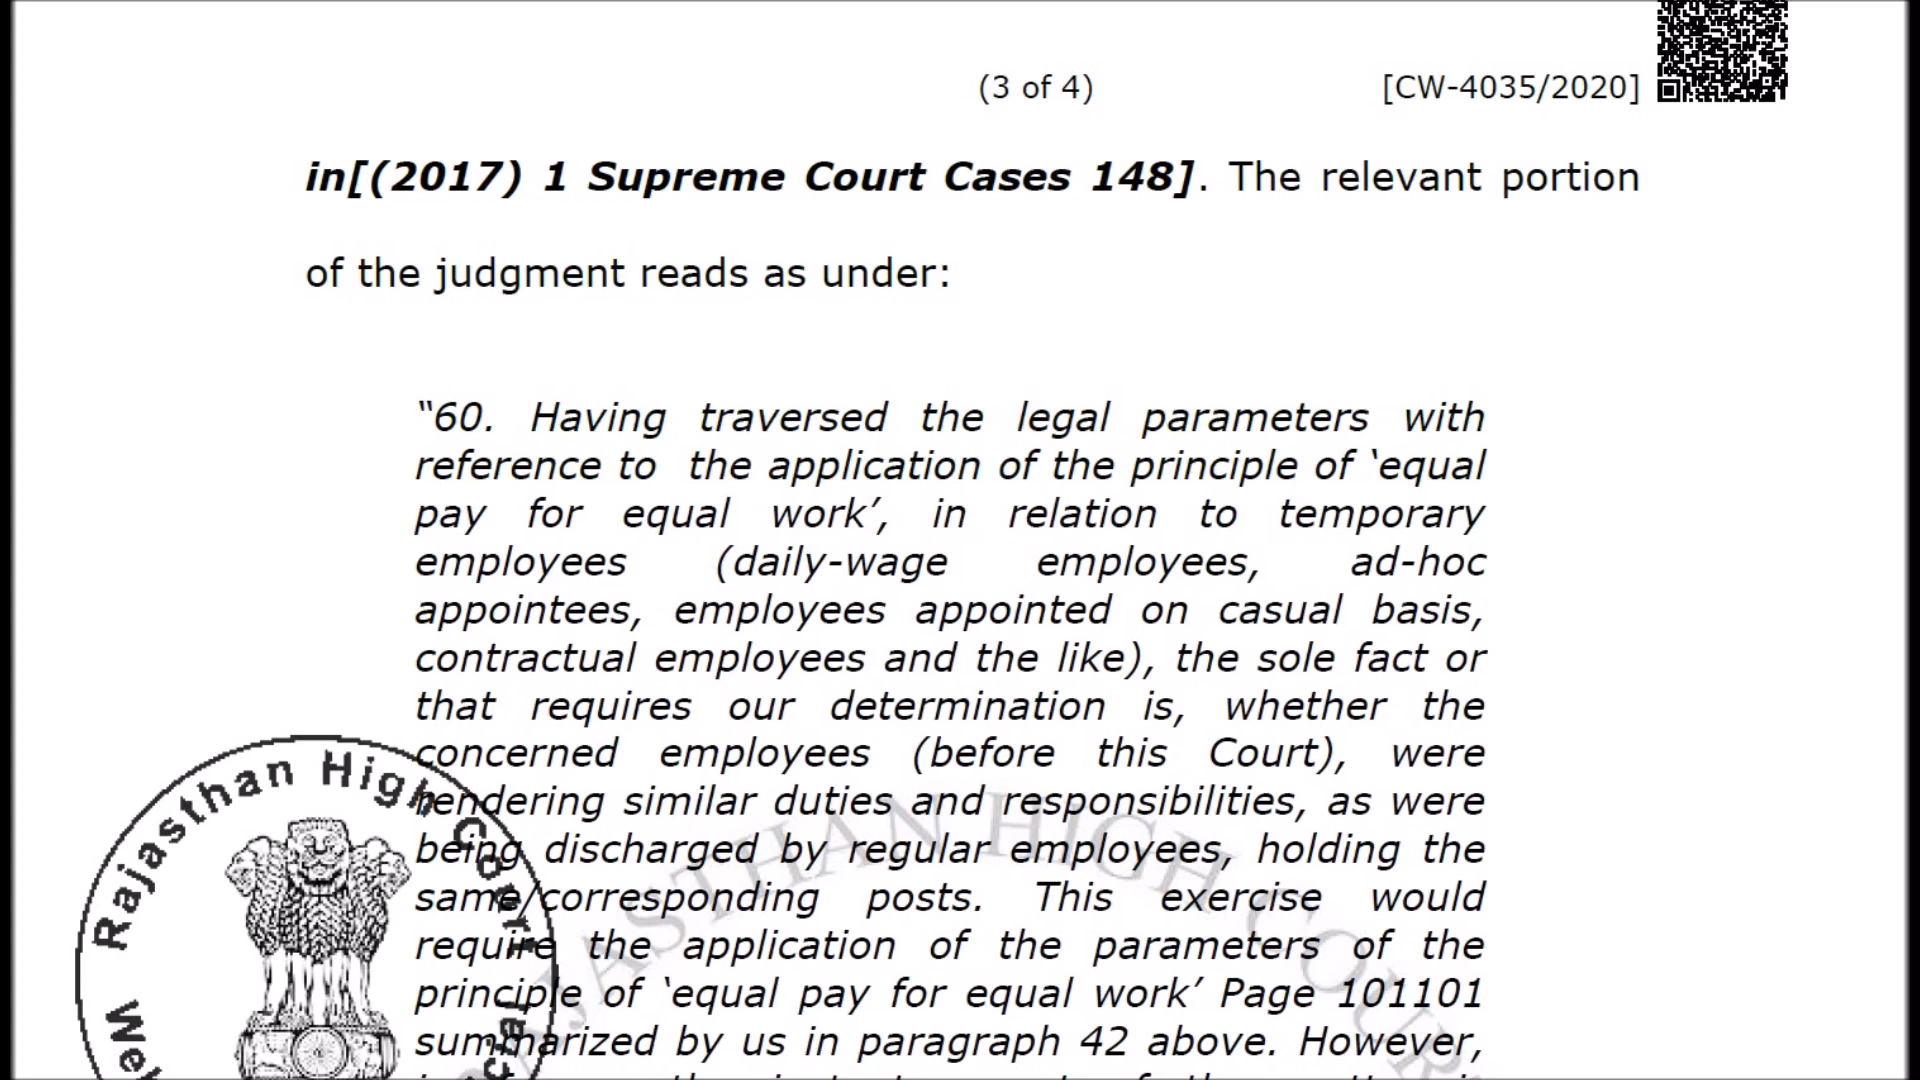 (3 of 4) [CW-4035/2020]
in[(2017) 1 Supreme Court Cases 148]. The relevant portion
of the judgment reads as under:
“60. Having traversed the legal parameters with
reference to the application of the principle of ‘equal
pay for equal work’, in relation to temporary
employees (daily-wage employees, ad-hoc
appointees, employees appointed on casual basis,
contractual employees and the like), the sole fact or
that requires our determination is, whether the
concerned employees (before this Court), were
rendering similar duties and responsibilities, as were
being discharged by regular employees, holding the
same/corresponding posts. This exercise would
require the application of the parameters of the
principle of ‘equal pay for equal work’ Page 101101
summarized by us in paragraph 42 above. However,
Rajasthan High Court
RAJASTHAN HIGH COUR